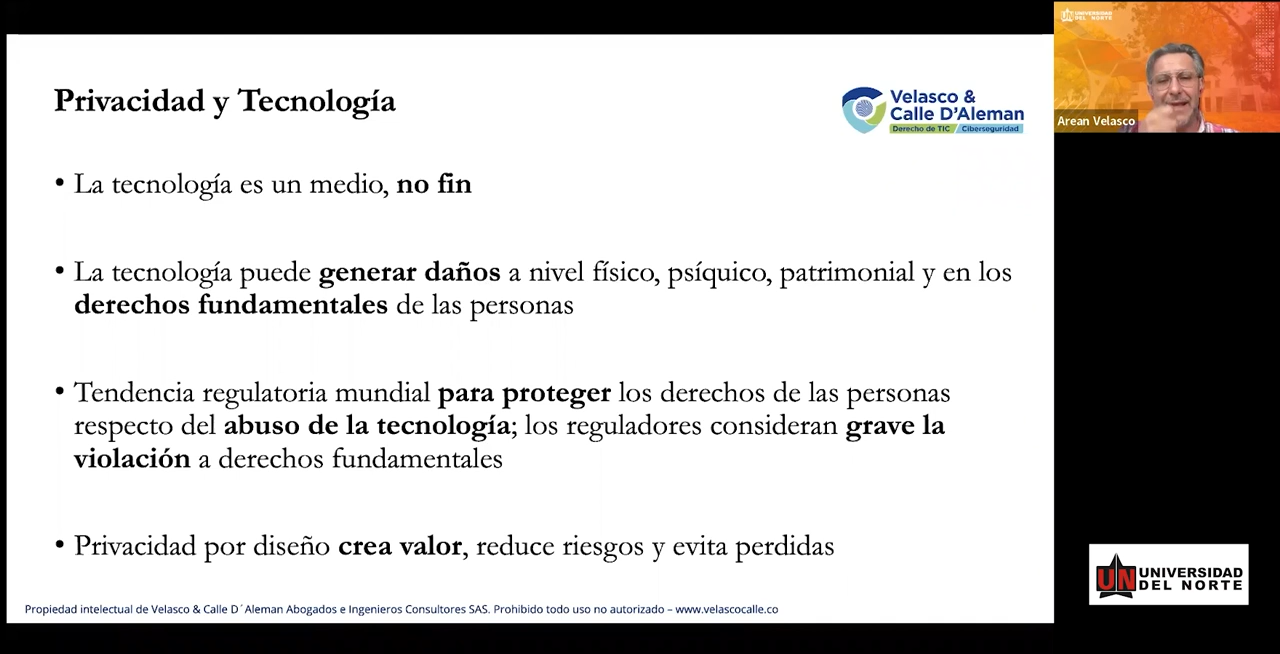 Privacidad y Tecnología
Velasco &
Calle D'Aleman
Derecho de TIC / Ciberseguridad
• La tecnología es un medio, no fin
• La tecnología puede generar daños a nivel físico, psíquico, patrimonial y en los
derechos fundamentales de las personas
• Tendencia regulatoria mundial para proteger los derechos de las personas
respecto del abuso de la tecnología; los reguladores consideran grave la
violación a derechos fundamentales
• Privacidad por diseño crea valor, reduce riesgos y evita perdidas
Propiedad intelectual de Velasco & Calle D´Aleman Abogados e Ingenieros Consultores SAS. Prohibido todo uso no autorizado – www.velascocalle.co
UNIVERSIDAD
DEL NORTE
Arean Velasco
UN UNIVERSIDAD
DEL NORTE